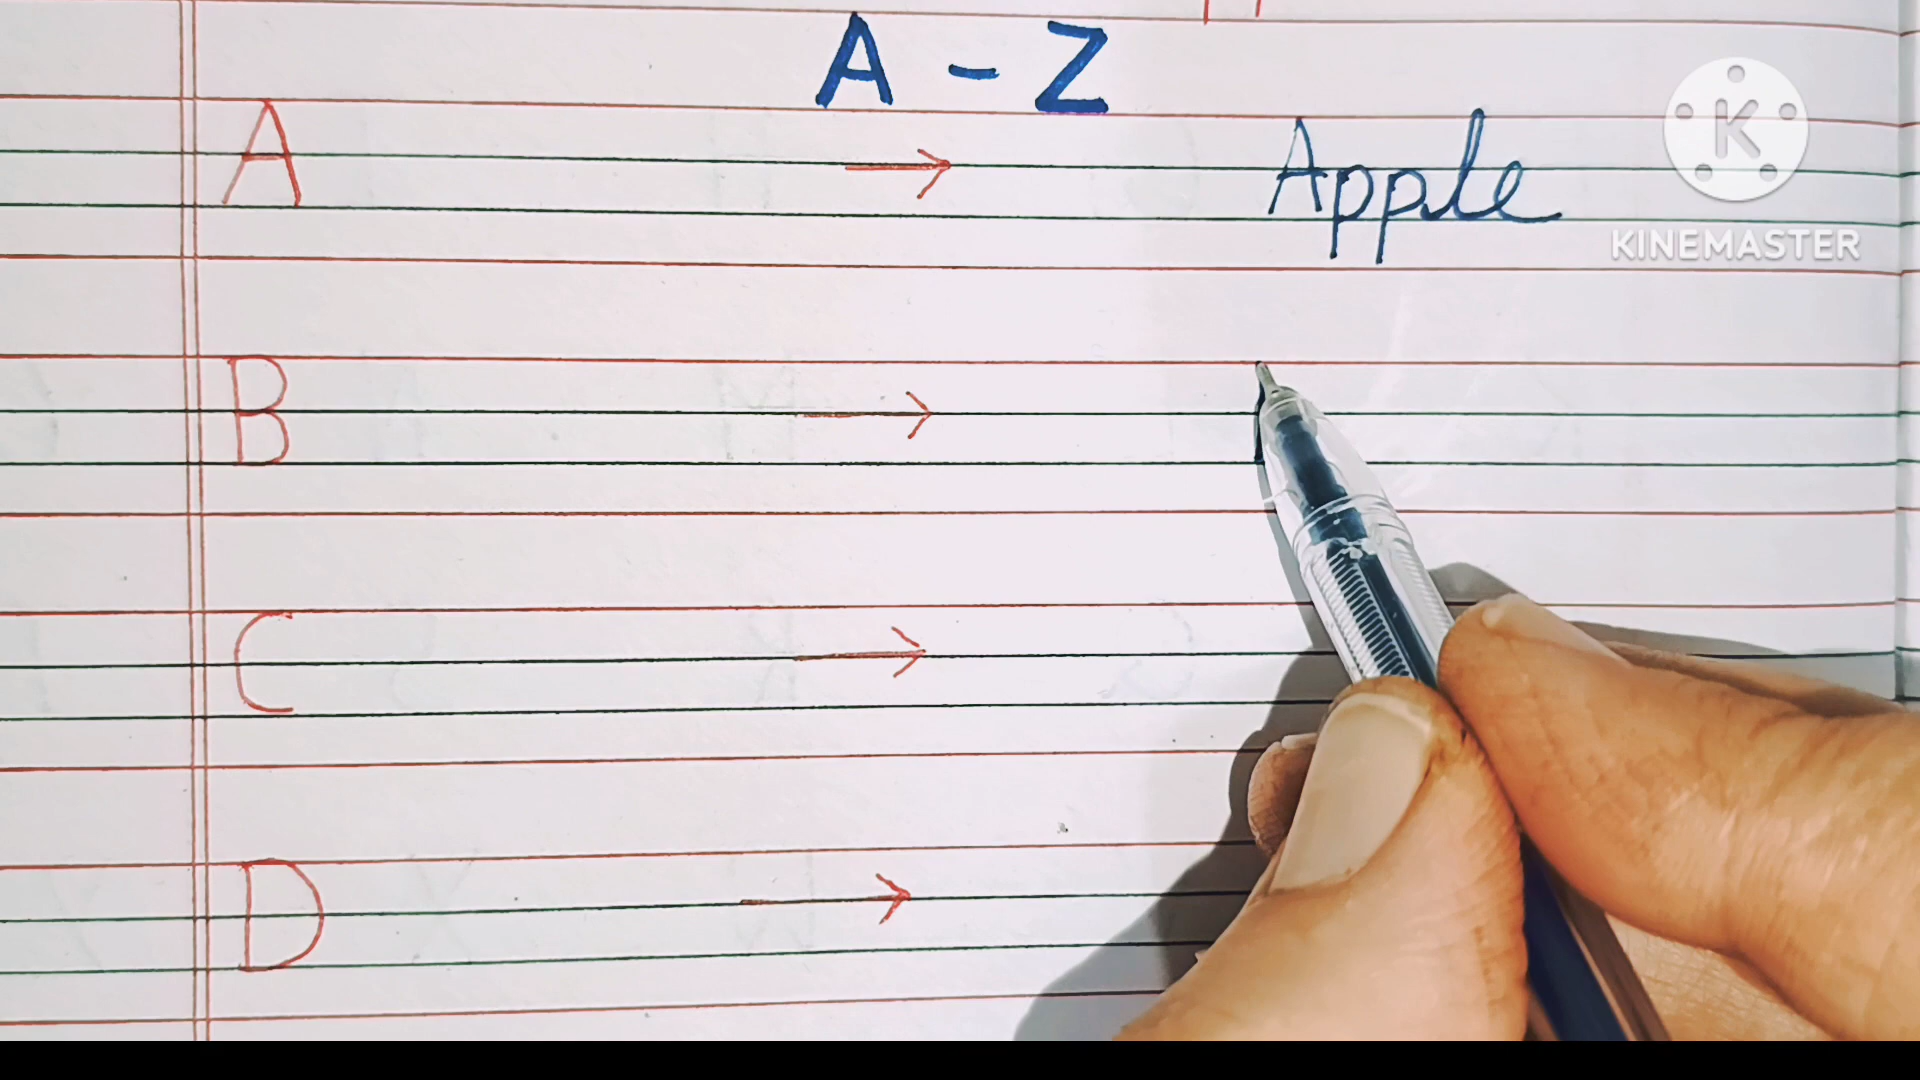 A - Z
A → Apple
K
KINEMASTER
B →
C →
D →